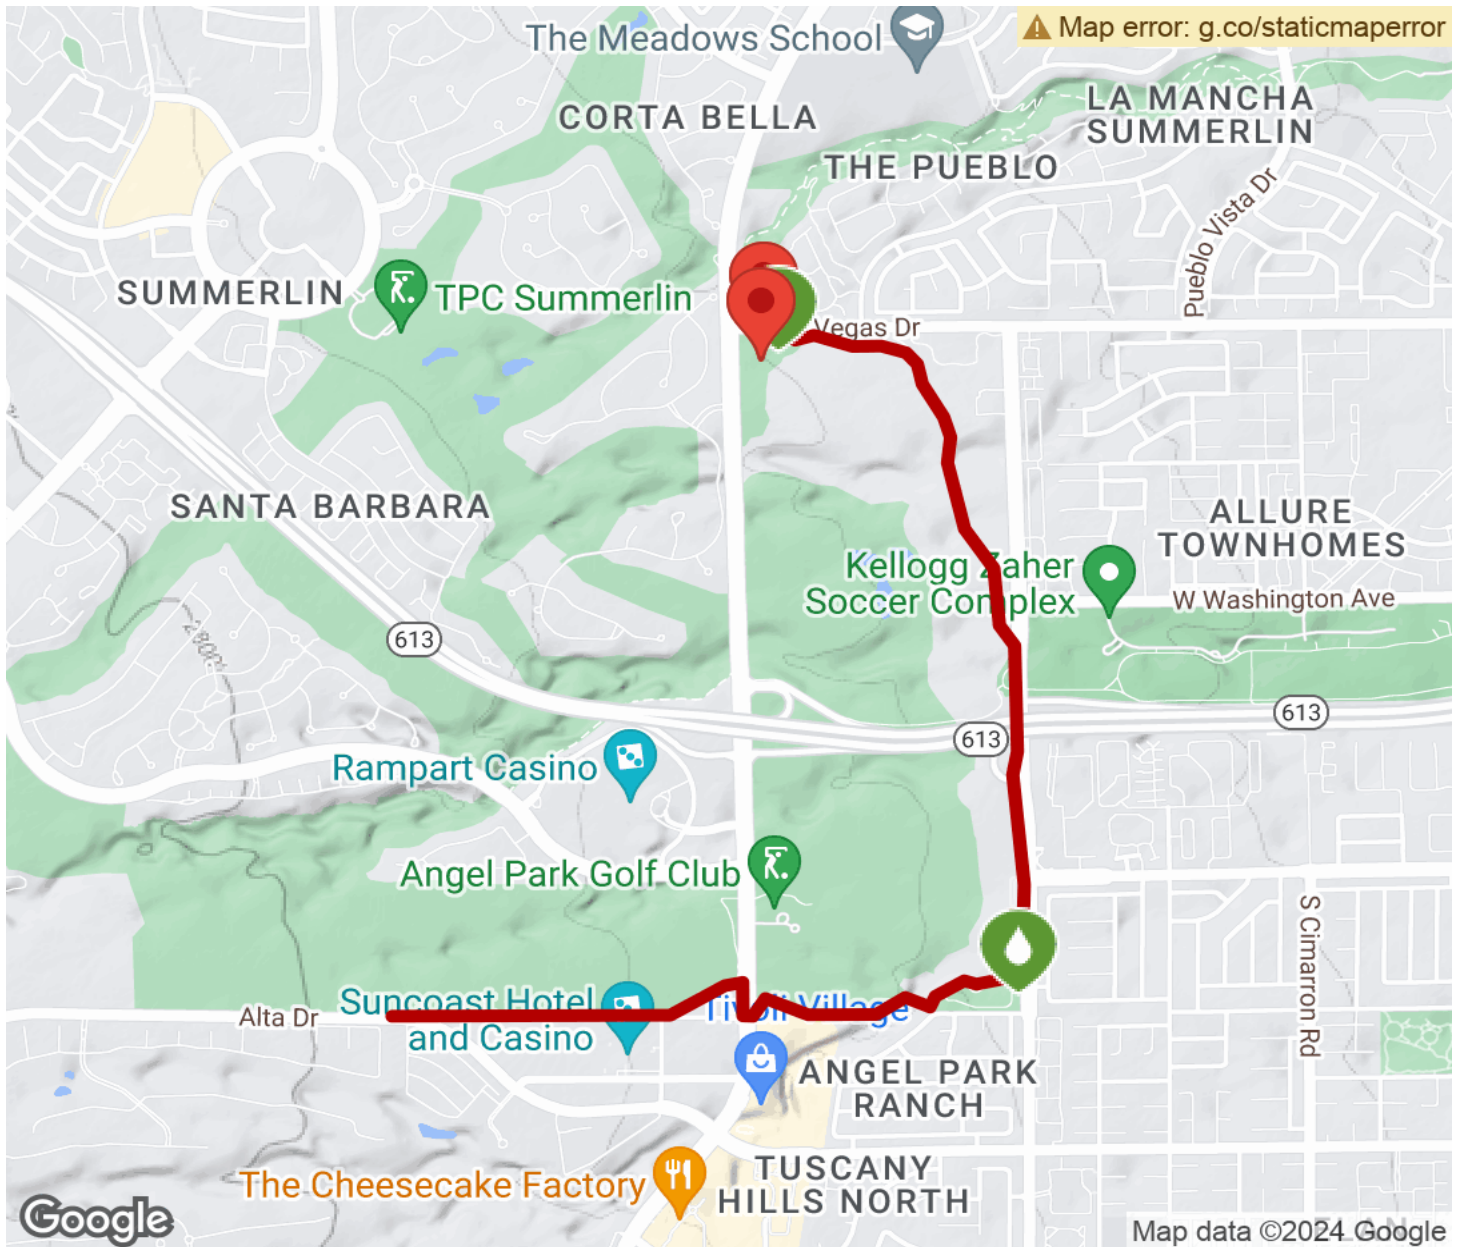 Map error: g.co/staticmaperror
The Meadows School
LA MANCHA
SUMMERLIN
CORTA BELLA
THE PUEBLO
Pueblo Vista Dr
SUMMERLIN
TPC Summerlin
Vegas Dr
SANTA BARBARA
ALLURE
TOWNHOMES
Kellogg Zaher
Soccer Complex
W Washington Ave
2800
613
613
613
Rampart Casino
Angel Park Golf Club
S Cimarron Rd
Suncoast Hotel
and Casino
Tivoli Village
Alta Dr
ANGEL PARK
RANCH
The Cheesecake Factory
TUSCANY
HILLS NORTH
Google
Map data ©2024 Google